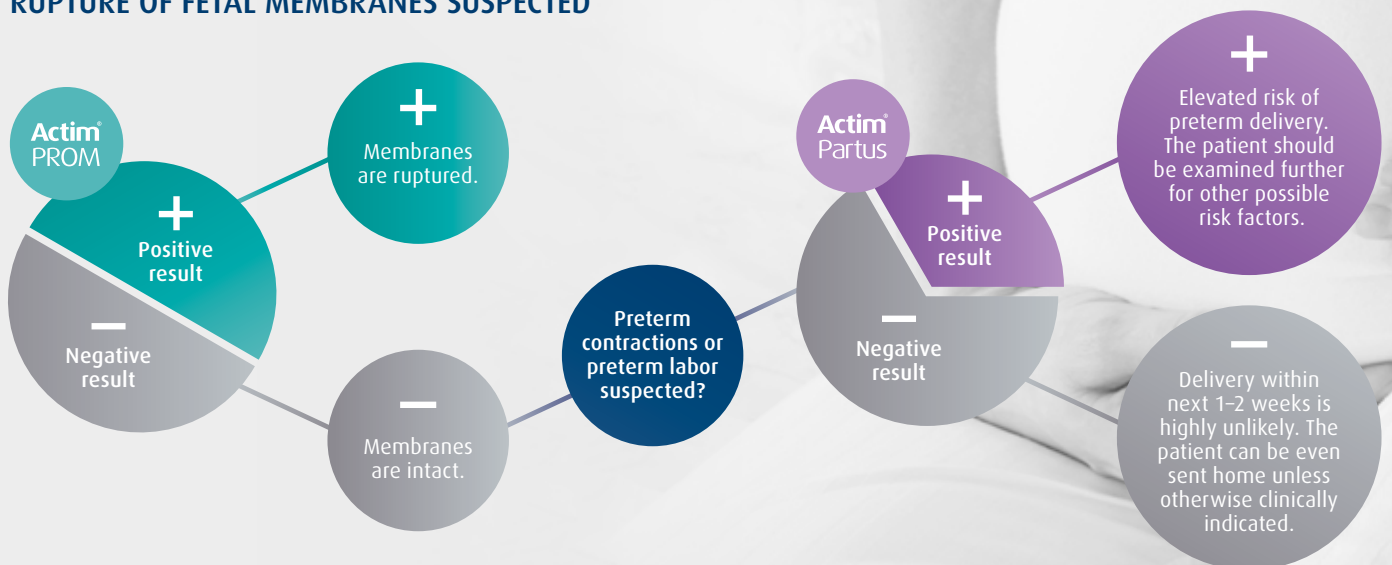 RUPTURE OF FETAL MEMBRANES SUSPECTED
Actim®
PROM
+
Positive
result
−
Negative
result
+
Membranes
are ruptured.
−
Membranes
are intact.
Preterm
contractions or
preterm labor
suspected?
Actim®
Partus
+
Positive
result
−
Negative
result
+
Elevated risk of
preterm delivery.
The patient should
be examined further
for other possible
risk factors.
−
Delivery within
next 1–2 weeks is
highly unlikely. The
patient can be even
sent home unless
otherwise clinically
indicated.